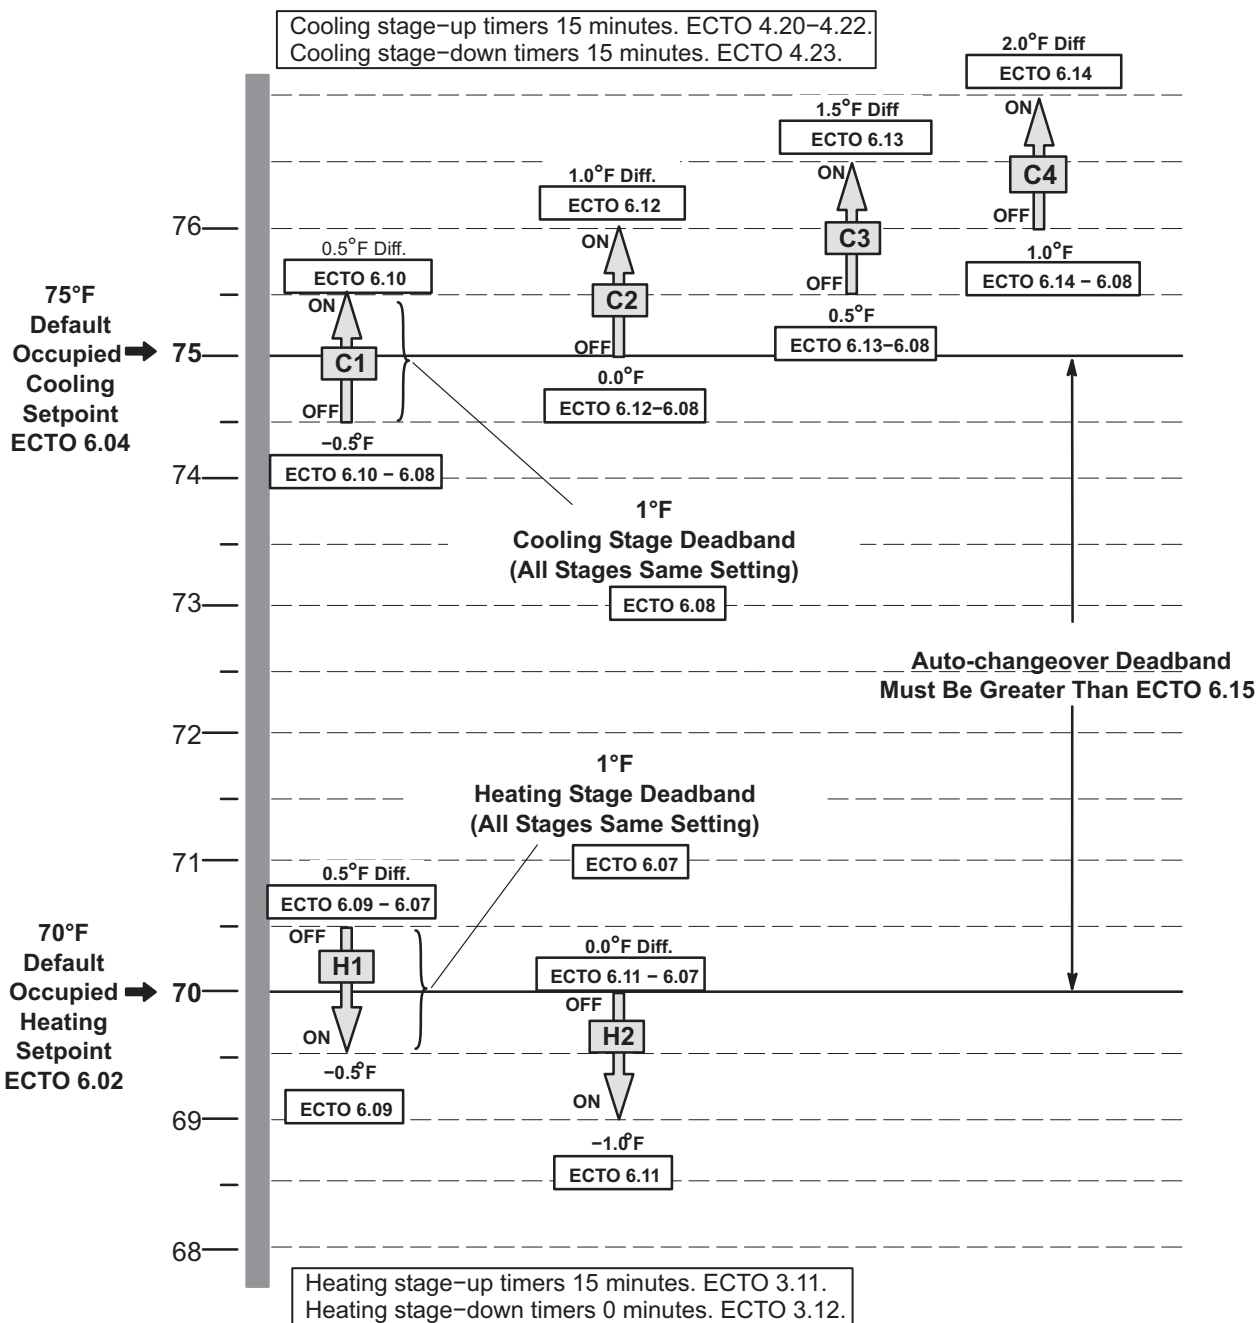 Cooling stage−up timers 15 minutes. ECTO 4.20−4.22.
Cooling stage−down timers 15 minutes. ECTO 4.23.
2.0°F Diff
ECTO 6.14
ON
C4
OFF
1.0°F
ECTO 6.14 − 6.08
1.5°F Diff
ECTO 6.13
ON
C3
OFF
0.5°F
ECTO 6.13−6.08
1.0°F Diff.
ECTO 6.12
ON
C2
OFF
0.0°F
ECTO 6.12−6.08
0.5°F Diff.
ECTO 6.10
ON
C1
OFF
−0.5°F
ECTO 6.10 − 6.08
76
75°F
Default
Occupied
Cooling
Setpoint
ECTO 6.04
75
74
1°F
Cooling Stage Deadband
(All Stages Same Setting)
ECTO 6.08
73
Auto-changeover Deadband
Must Be Greater Than ECTO 6.15
72
1°F
Heating Stage Deadband
(All Stages Same Setting)
ECTO 6.07
71
0.5°F Diff.
ECTO 6.09 − 6.07
OFF
H1
ON
−0.5°F
ECTO 6.09
0.0°F Diff.
ECTO 6.11 − 6.07
OFF
H2
ON
−1.0°F
ECTO 6.11
70°F
Default
Occupied
Heating
Setpoint
ECTO 6.02
70
69
68
Heating stage−up timers 15 minutes. ECTO 3.11.
Heating stage−down timers 0 minutes. ECTO 3.12.